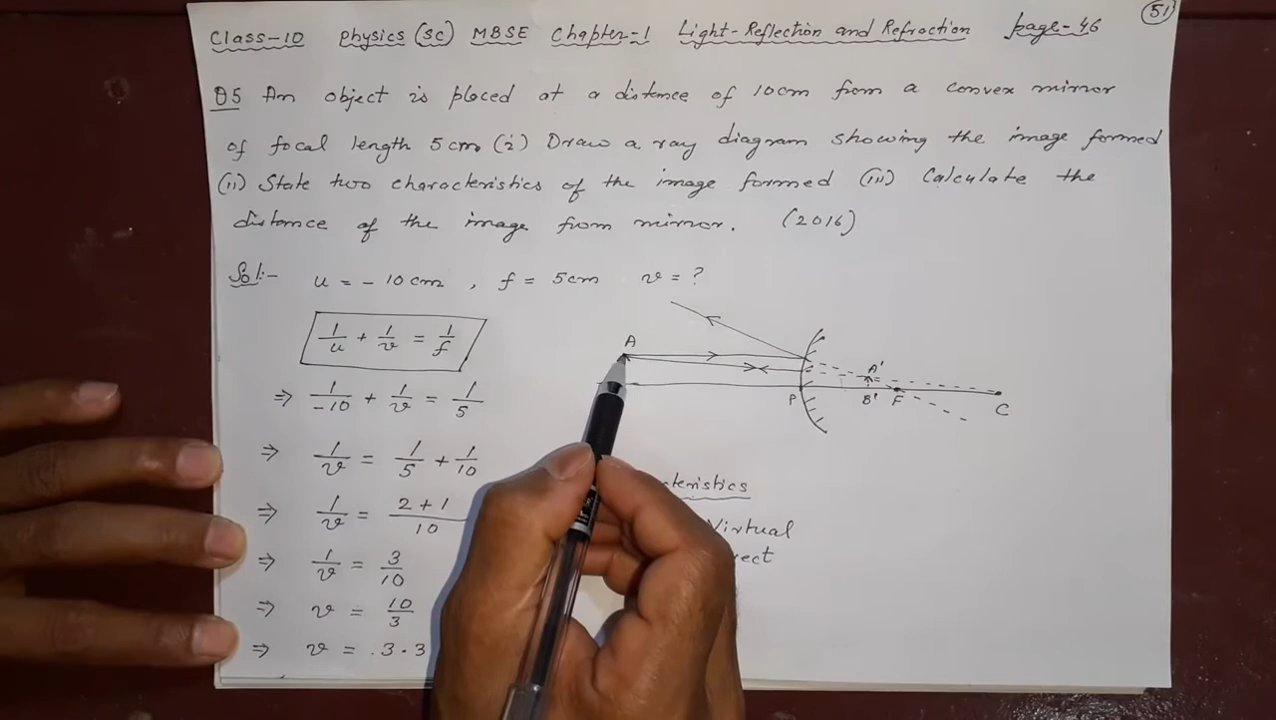 51
Class-10 Physics (SC) MBSE Chapter-1 Light-Reflection and Refraction page-46
Q5 An object is placed at a distance of 10cm from a convex mirror
of focal length 5cm (i) Draw a ray diagram showing the image formed
(ii) State two characteristics of the image formed (iii) Calculate the
distance of the image from mirror. (2016)
Sol:- u = - 10cm , f = 5cm v = ?
1/u + 1/v = 1/f
⇒ 1/-10 + 1/v = 1/5
⇒ 1/v = 1/5 + 1/10
⇒ 1/v = 2+1/10
⇒ 1/v = 3/10
⇒ v = 10/3
⇒ v = .3.3
A
A'
P B' F C
cteristics
Virtual
ect